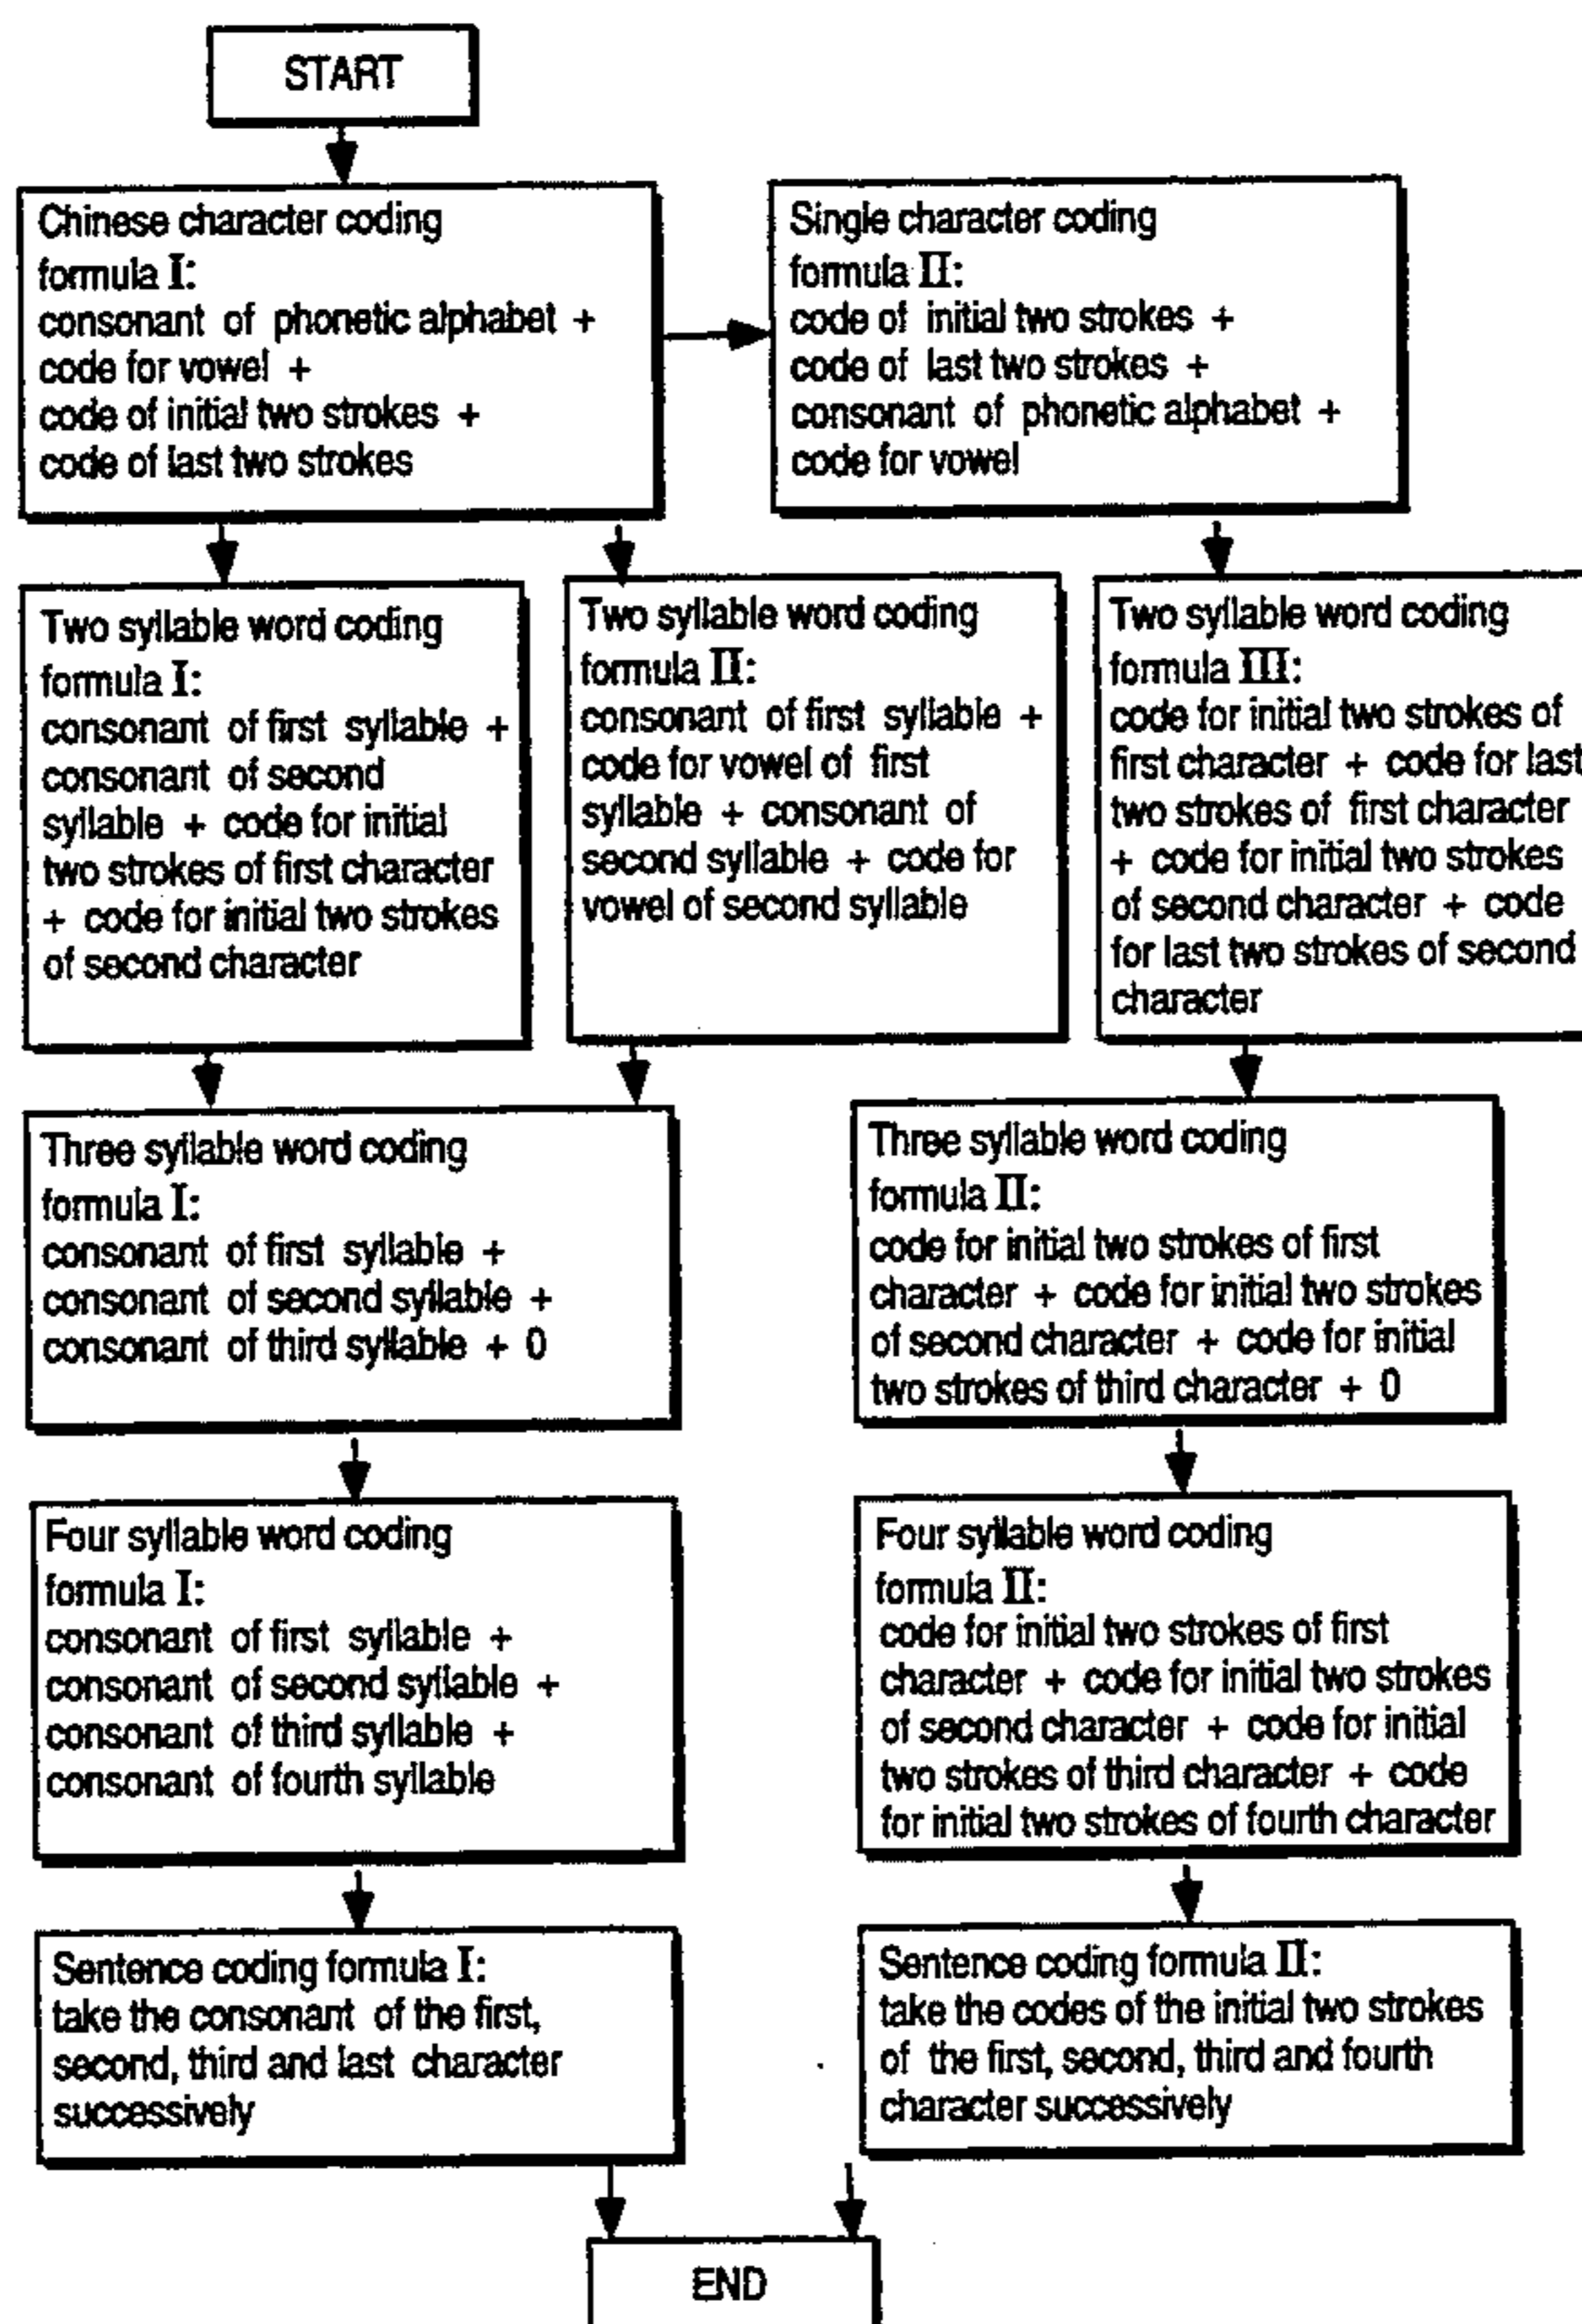 START
Chinese character coding
formula I:
consonant of phonetic alphabet +
code for vowel +
code of initial two strokes +
code of last two strokes
Single character coding
formula II:
code of initial two strokes +
code of last two strokes +
consonant of phonetic alphabet +
code for vowel
Two syllable word coding
formula I:
consonant of first syllable +
consonant of second
syllable + code for initial
two strokes of first character
+ code for initial two strokes
of second character
Two syllable word coding
formula II:
consonant of first syllable +
code for vowel of first
syllable + consonant of
second syllable + code for
vowel of second syllable
Two syllable word coding
formula III:
code for initial two strokes of
first character + code for last
two strokes of first character
+ code for initial two strokes
of second character + code
for last two strokes of second
character
Three syllable word coding
formula I:
consonant of first syllable +
consonant of second syllable +
consonant of third syllable + 0
Three syllable word coding
formula II:
code for initial two strokes of first
character + code for initial two strokes
of second character + code for initial
two strokes of third character + 0
Four syllable word coding
formula I:
consonant of first syllable +
consonant of second syllable +
consonant of third syllable +
consonant of fourth syllable
Four syllable word coding
formula II:
code for initial two strokes of first
character + code for initial two strokes
of second character + code for initial
two strokes of third character + code
for initial two strokes of fourth character
Sentence coding formula I:
take the consonant of the first,
second, third and last character
successively
Sentence coding formula II:
take the codes of the initial two strokes
of the first, second, third and fourth
character successively
END